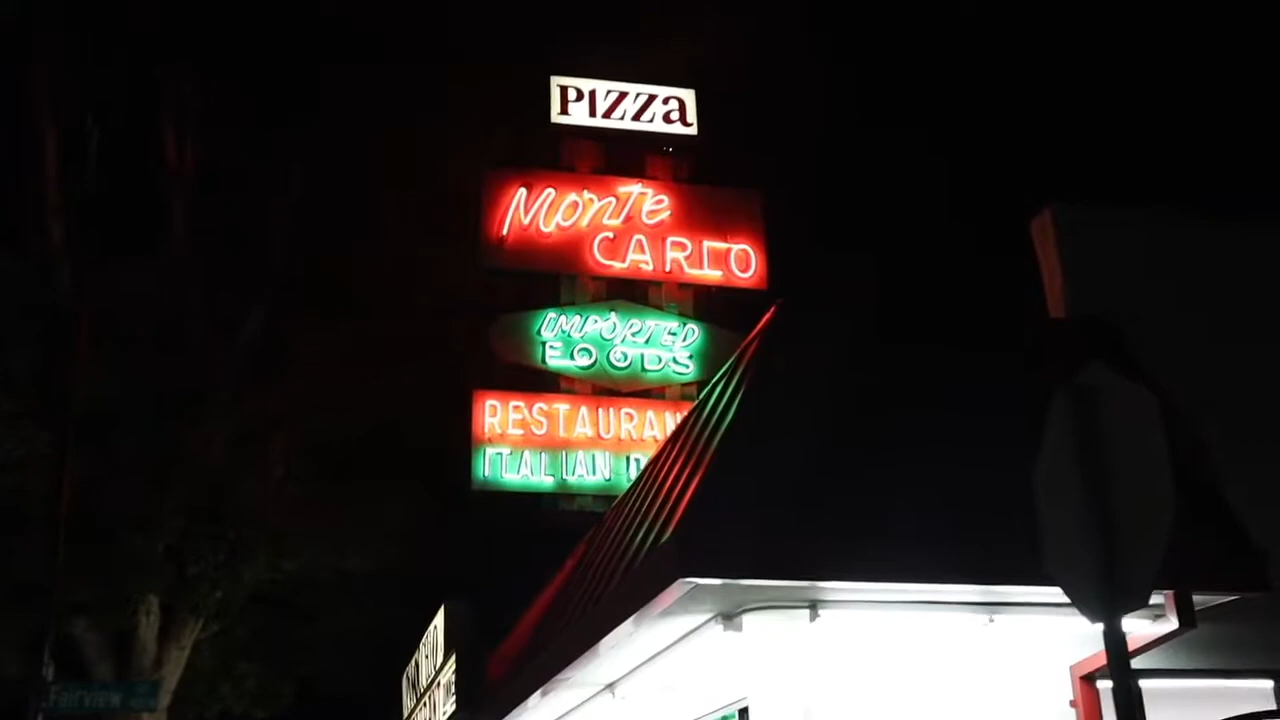 PIZZa
Monte
CARLO
IMPORTED
FOODS
RESTAURAN
ITALIAN
Fairview